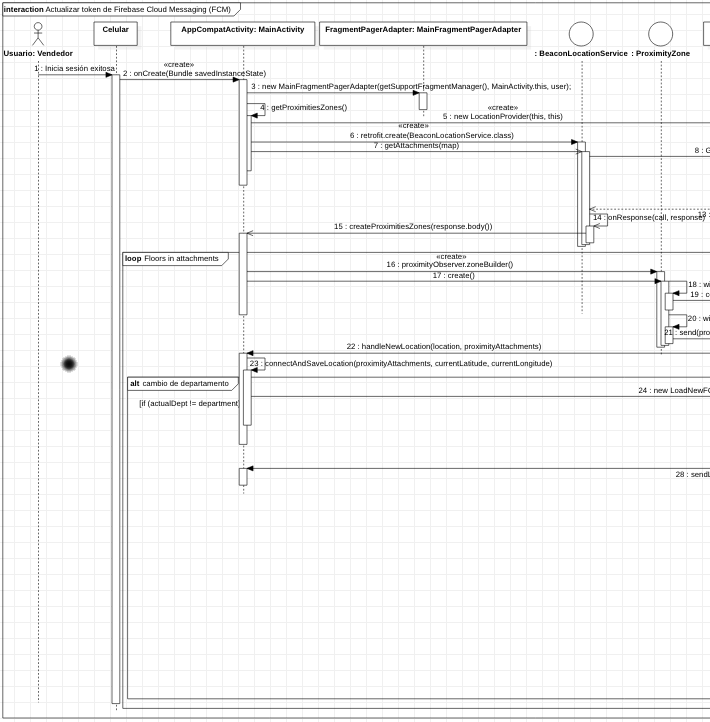 interaction Actualizar token de Firebase Cloud Messaging (FCM)
Celular
AppCompatActivity: MainActivity
FragmentPagerAdapter: MainFragmentPagerAdapter
Usuario: Vendedor
: BeaconLocationService
: ProximityZone
1 : Inicia sesión exitosa
«create»
2 : onCreate(Bundle savedInstanceState)
3 : new MainFragmentPagerAdapter(getSupportFragmentManager(), MainActivity.this, user);
4 : getProximitiesZones()
«create»
5 : new LocationProvider(this, this)
«create»
6 : retrofit.create(BeaconLocationService.class)
7 : getAttachments(map)
8 : G
13 :
14 : onResponse(call, response)
15 : createProximitiesZones(response.body())
loop Floors in attachments
«create»
16 : proximityObserver.zoneBuilder()
17 : create()
18 : wi
19 : c
20 : wi
21 : send(pro
22 : handleNewLocation(location, proximityAttachments)
23 : connectAndSaveLocation(proximityAttachments, currentLatitude, currentLongitude)
alt cambio de departamento
24 : new LoadNewFC
[if (actualDept != department)
28 : sendL